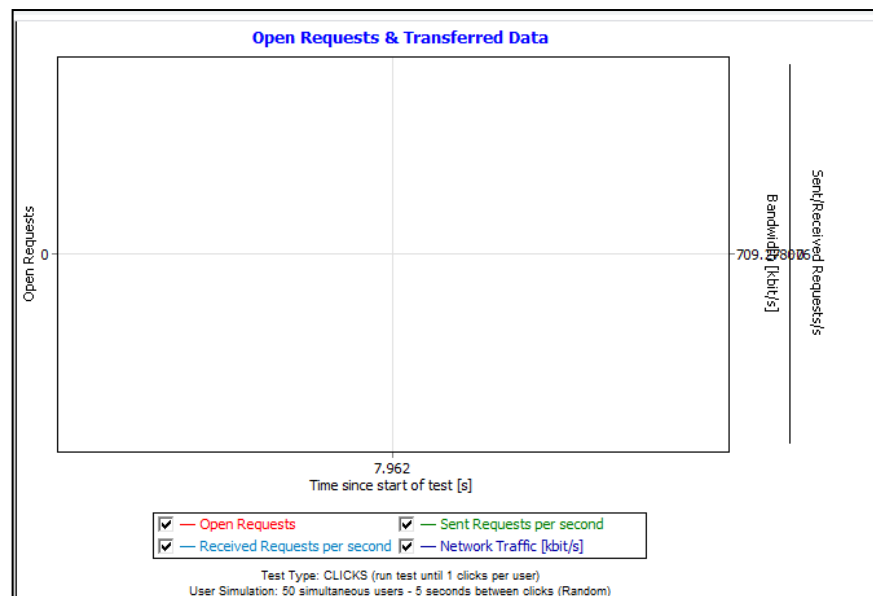 Open Requests & Transferred Data
Open Requests
0
Bandwidth [kbit/s]
Sent/Received Requests/s
7.962
Time since start of test [s]
Open Requests
Sent Requests per second
Received Requests per second
Network Traffic [kbit/s]
Test Type: CLICKS (run test until 1 clicks per user)
User Simulation: 50 simultaneous users - 5 seconds between clicks (Random)